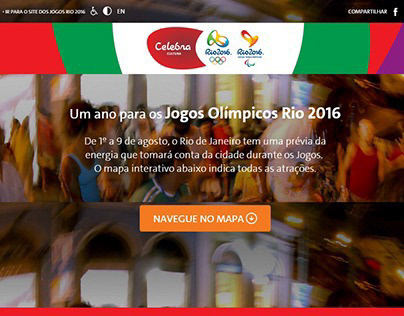 IR PARA O SITE DOS JOGOS RIO 2016
EN
COMPARTILHAR
Celebra
CULTURA
Rio2016
Rio2016
Um ano para os Jogos Olímpicos Rio 2016
De 1º a 9 de agosto, o Rio de Janeiro tem uma prévia da
energia que tomará conta da cidade durante os Jogos.
O mapa interativo abaixo indica todas as atrações.
NAVEGUE NO MAPA